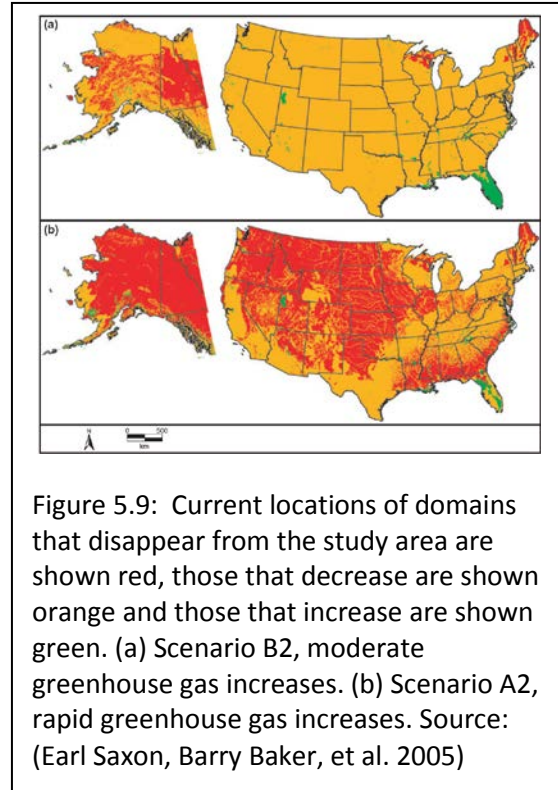 (a)
(b)
N
0 500
km
Figure 5.9: Current locations of domains
that disappear from the study area are
shown red, those that decrease are shown
orange and those that increase are shown
green. (a) Scenario B2, moderate
greenhouse gas increases. (b) Scenario A2,
rapid greenhouse gas increases. Source:
(Earl Saxon, Barry Baker, et al. 2005)